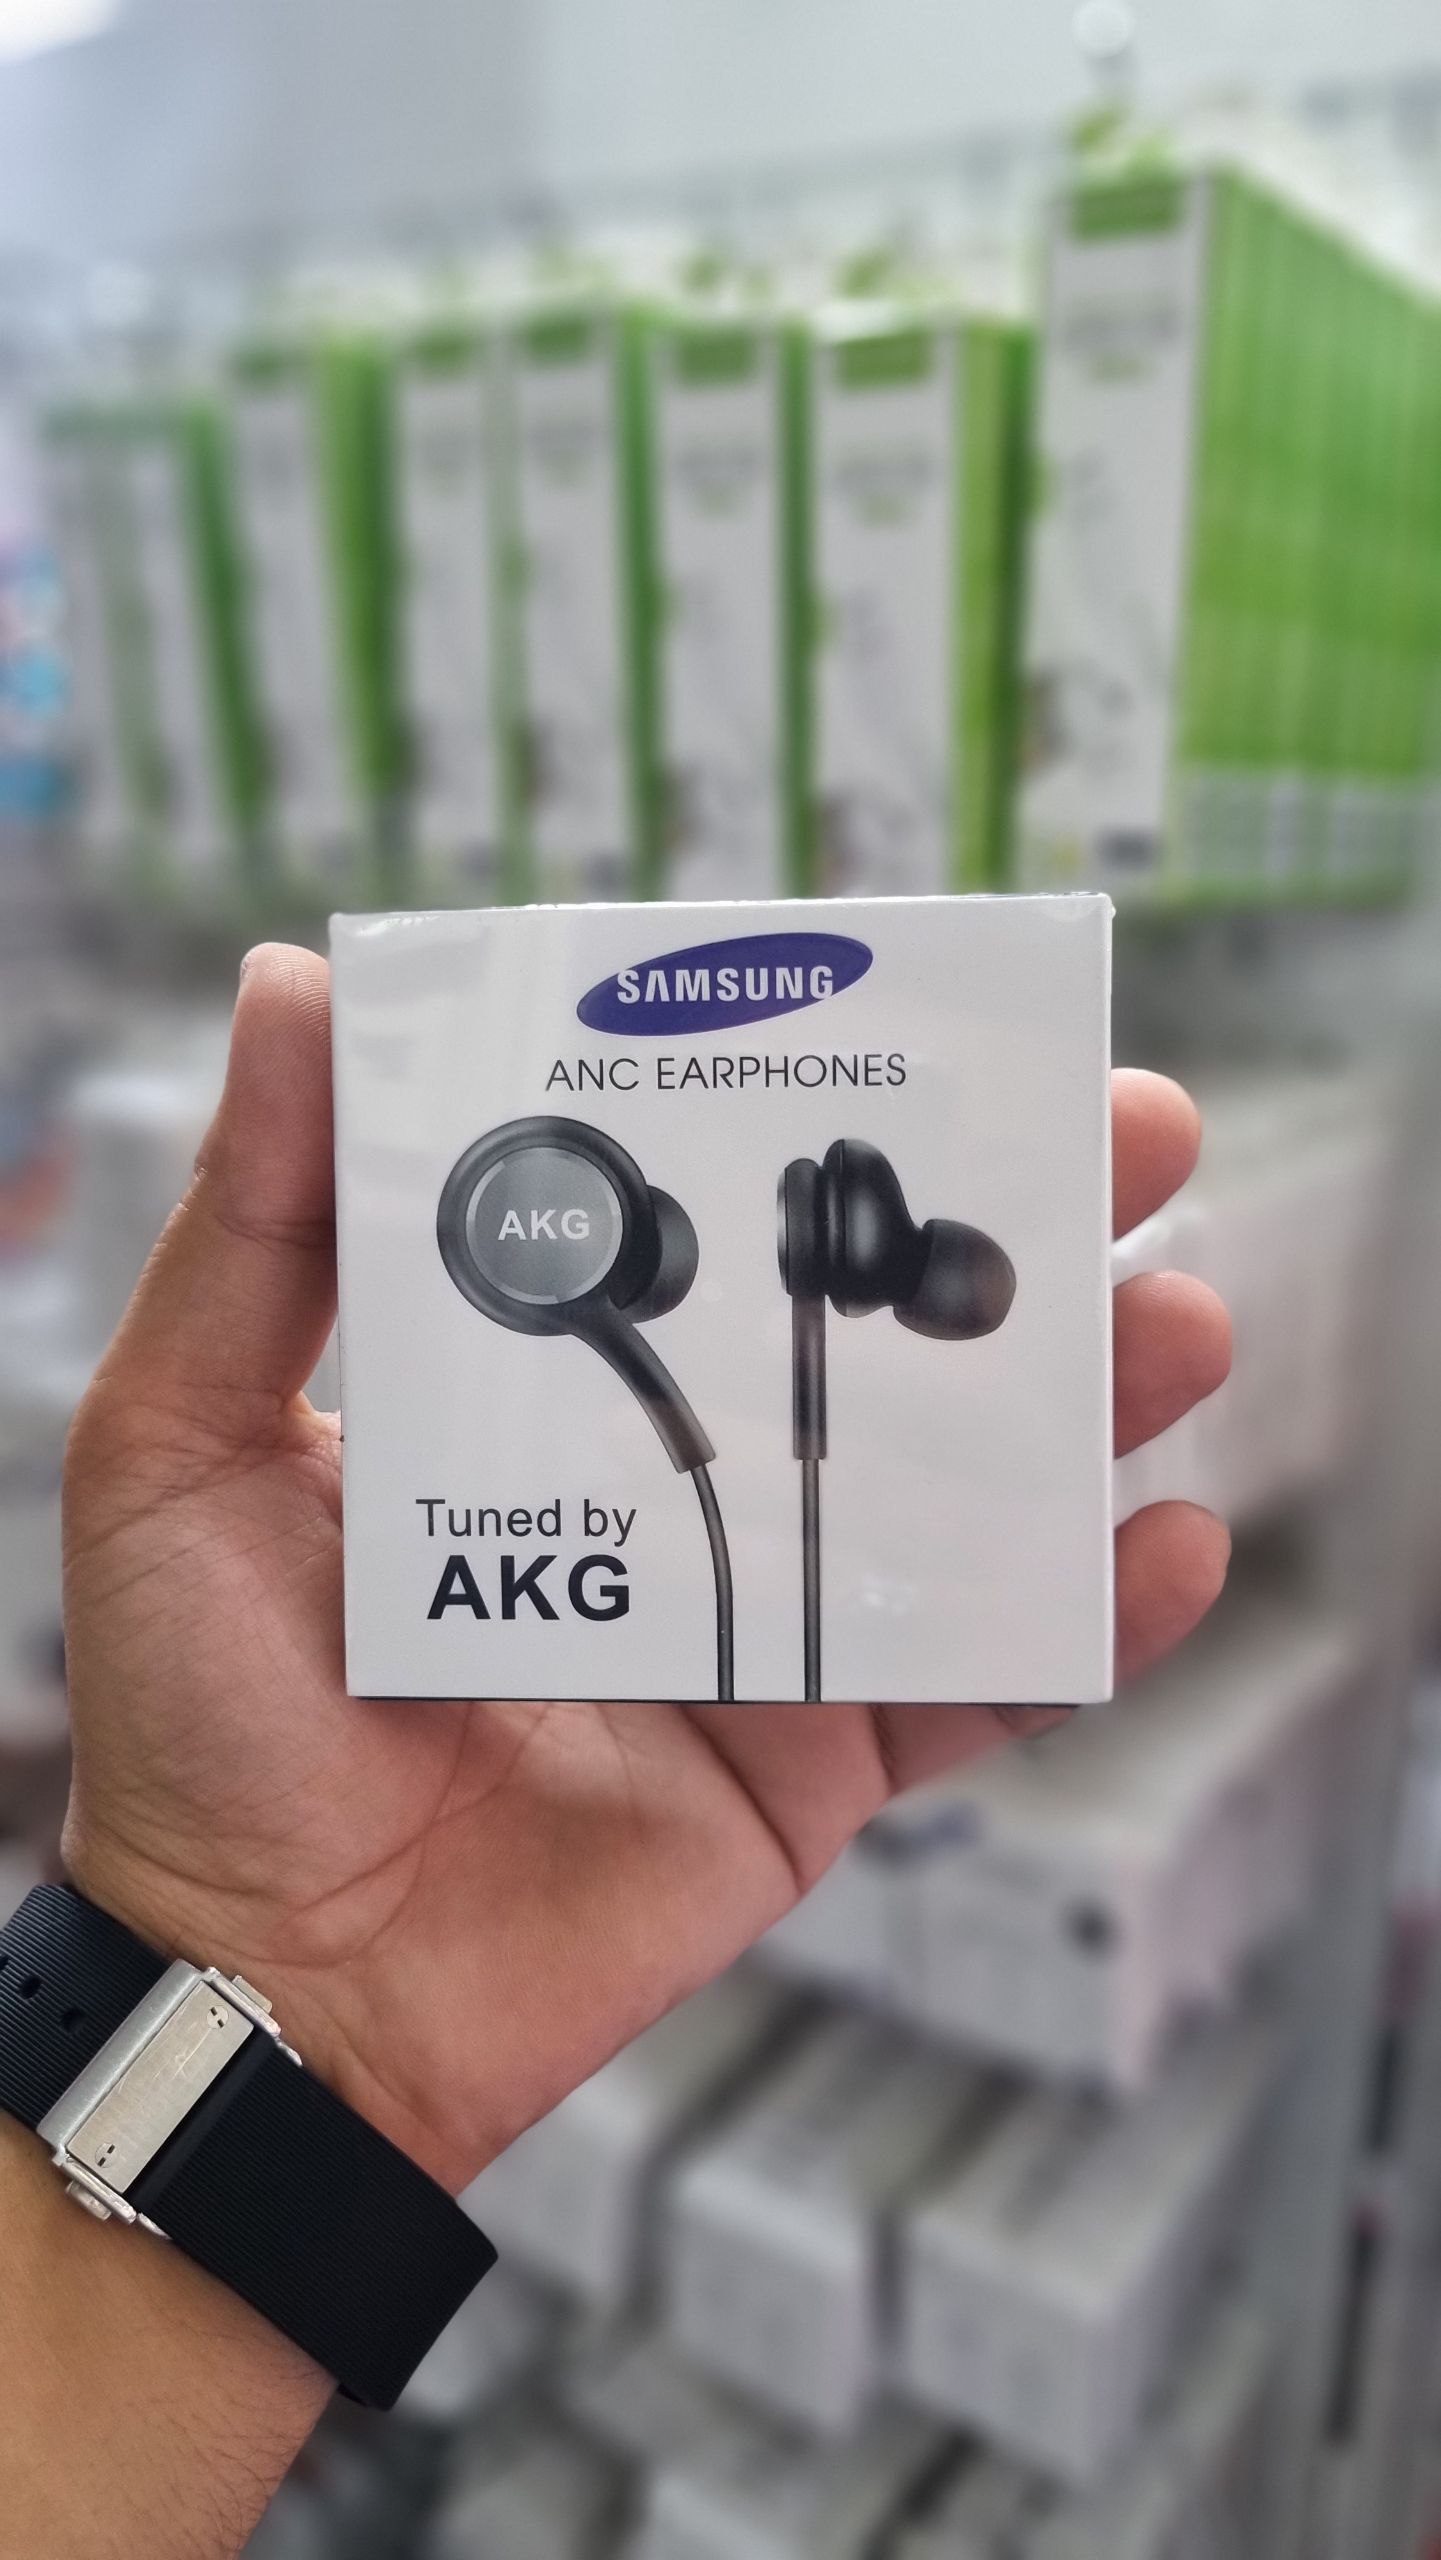 SAMSUNG
ANC EARPHONES
AKG
Tuned by
AKG